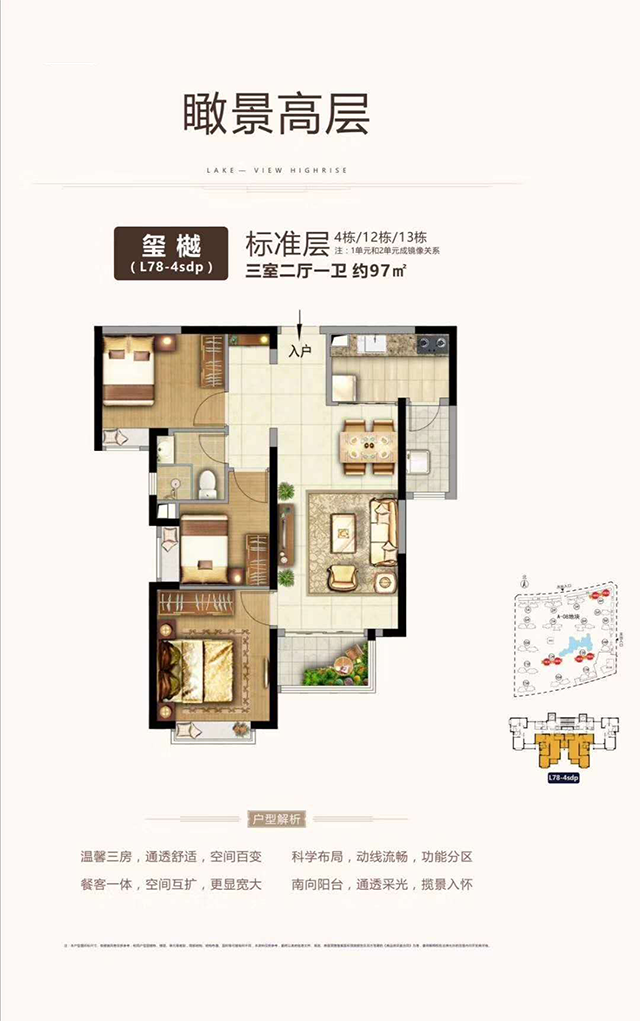 瞰景高层
LAKE— VIEW HIGHRISE
玺樾
(L78-4sdp)
标准层 4栋/12栋/13栋
注：1单元和2单元成镜像关系
三室二厅一卫 约97㎡
入户
北
A-08地块
L78-4sdp
户型解析
温馨三房，通透舒适，空间百变
科学布局，动线流畅，功能分区
餐客一体，空间互扩，更显宽大
南向阳台，通透采光，揽景入怀